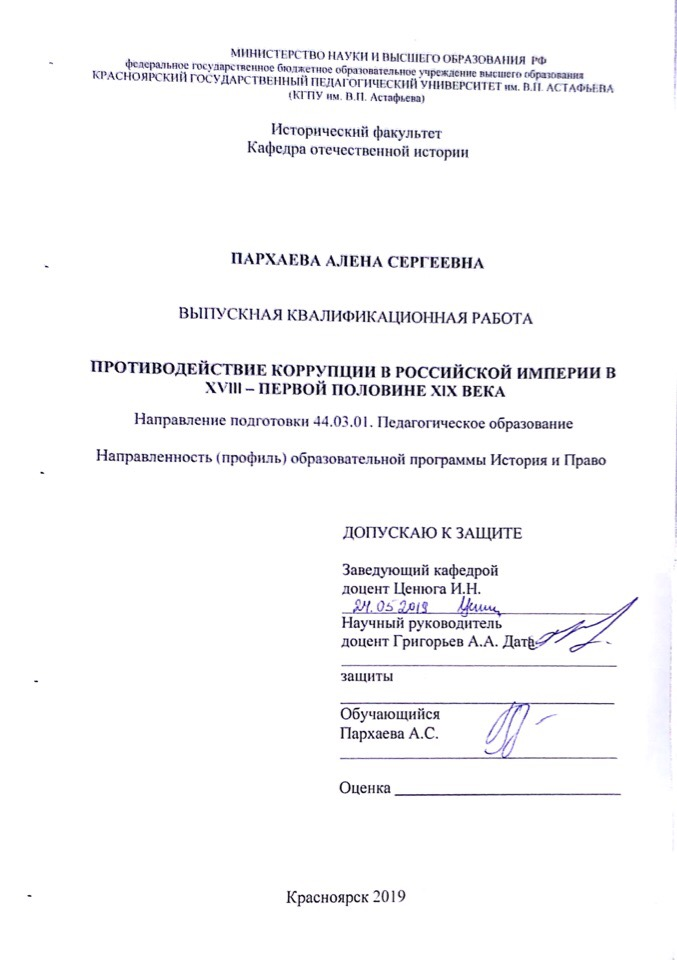 МИНИСТЕРСТВО НАУКИ И ВЫСШЕГО ОБРАЗОВАНИЯ РФ
федеральное государственное бюджетное образовательное учреждение высшего образования
КРАСНОЯРСКИЙ ГОСУДАРСТВЕННЫЙ ПЕДАГОГИЧЕСКИЙ УНИВЕРСИТЕТ им. В.П. АСТАФЬЕВА
(КГПУ им. В.П. Астафьева)
Исторический факультет
Кафедра отечественной истории
ПАРХАЕВА АЛЕНА СЕРГЕЕВНА
ВЫПУСКНАЯ КВАЛИФИКАЦИОННАЯ РАБОТА
ПРОТИВОДЕЙСТВИЕ КОРРУПЦИИ В РОССИЙСКОЙ ИМПЕРИИ В
XVIII – ПЕРВОЙ ПОЛОВИНЕ XIX ВЕКА
Направление подготовки 44.03.01. Педагогическое образование
Направленность (профиль) образовательной программы История и Право
ДОПУСКАЮ К ЗАЩИТЕ
Заведующий кафедрой
доцент Ценюга И.Н.
24.05.2019
Научный руководитель
доцент Григорьев А.А. Дата
защиты
Обучающийся
Пархаева А.С.
Оценка
Красноярск 2019